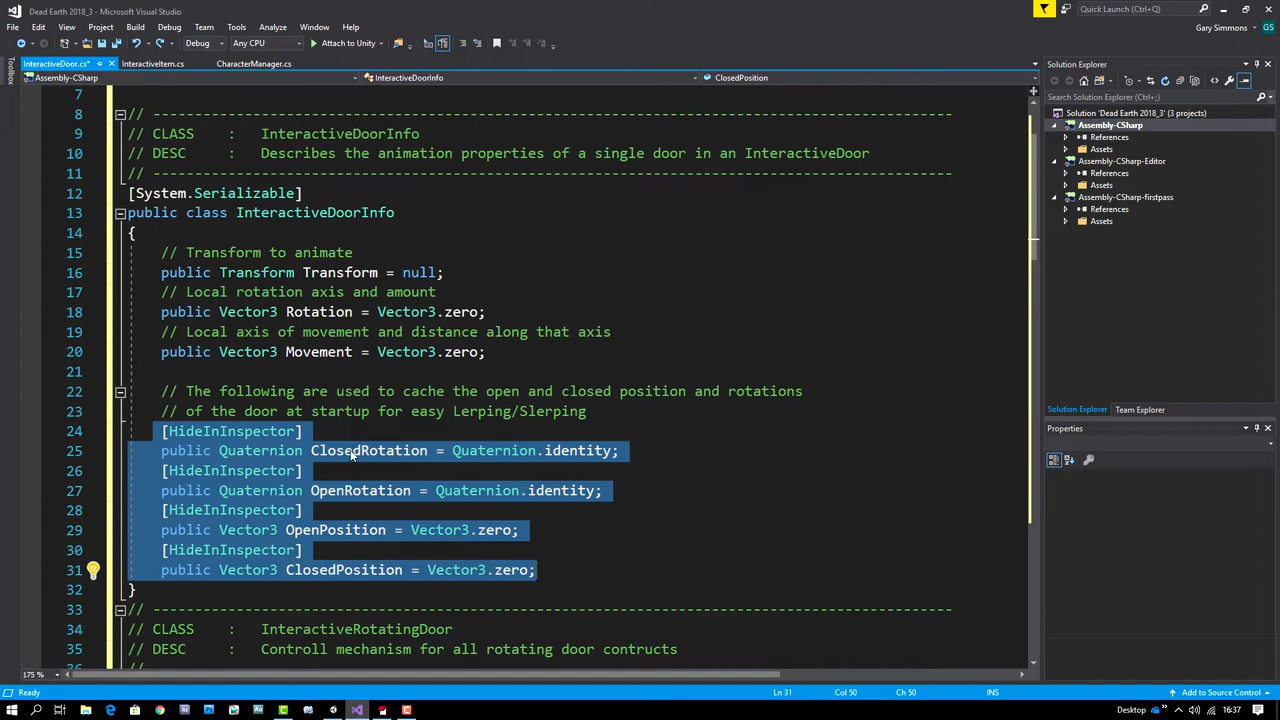 Dead Earth 2018_3 - Microsoft Visual Studio
Quick Launch (Ctrl+Q)
File Edit View Project Build Debug Team Tools Analyze Window Help
Gary Simmons GS
Debug Any CPU Attach to Unity
Toolbox
InteractiveDoor.cs* InteractiveItem.cs CharacterManager.cs
Assembly-CSharp InteractiveDoorInfo ClosedPosition
7
8 // ---------------------------------------------------------------------------------------------------
9 // CLASS : InteractiveDoorInfo
10 // DESC : Describes the animation properties of a single door in an InteractiveDoor
11 // ---------------------------------------------------------------------------------------------------
12 [System.Serializable]
13 public class InteractiveDoorInfo
14 {
15 // Transform to animate
16 public Transform Transform = null;
17 // Local rotation axis and amount
18 public Vector3 Rotation = Vector3.zero;
19 // Local axis of movement and distance along that axis
20 public Vector3 Movement = Vector3.zero;
21
22 // The following are used to cache the open and closed position and rotations
23 // of the door at startup for easy Lerping/Slerping
24 [HideInInspector]
25 public Quaternion ClosedRotation = Quaternion.identity;
26 [HideInInspector]
27 public Quaternion OpenRotation = Quaternion.identity;
28 [HideInInspector]
29 public Vector3 OpenPosition = Vector3.zero;
30 [HideInInspector]
31 public Vector3 ClosedPosition = Vector3.zero;
32 }
33 // ---------------------------------------------------------------------------------------------------
34 // CLASS : InteractiveRotatingDoor
35 // DESC : Controll mechanism for all rotating door contructs
175 %
Solution Explorer
Search Solution Explorer (Ctrl+;)
Solution 'Dead Earth 2018_3' (3 projects)
Assembly-CSharp
References
Assets
Assembly-CSharp-Editor
References
Assets
Assembly-CSharp-firstpass
References
Assets
Solution Explorer Team Explorer
Properties
Ready Ln 31 Col 50 Ch 50 INS Add to Source Control
Desktop 16:37